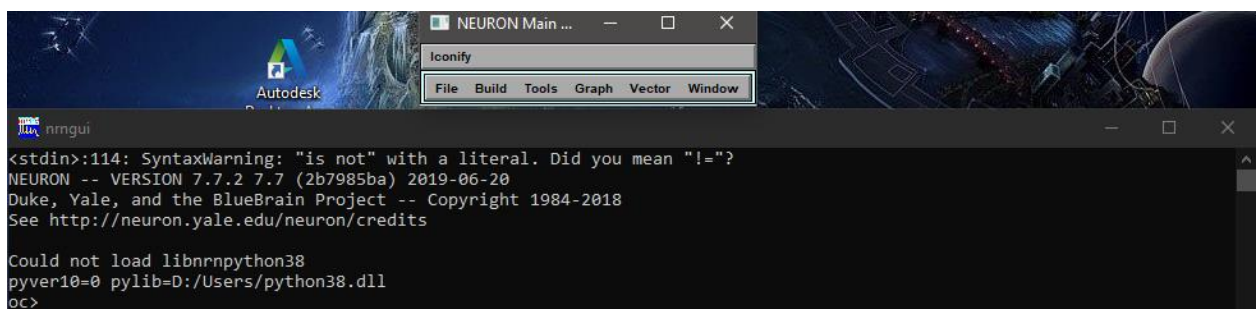 NEURON Main ...
Iconify
File Build Tools Graph Vector Window
Autodesk
nrngui
<stdin>:114: SyntaxWarning: "is not" with a literal. Did you mean "!="?
NEURON -- VERSION 7.7.2 7.7 (2b7985ba) 2019-06-20
Duke, Yale, and the BlueBrain Project -- Copyright 1984-2018
See http://neuron.yale.edu/neuron/credits
Could not load libnrnpython38
pyver10=0 pylib=D:/Users/python38.dll
oc>